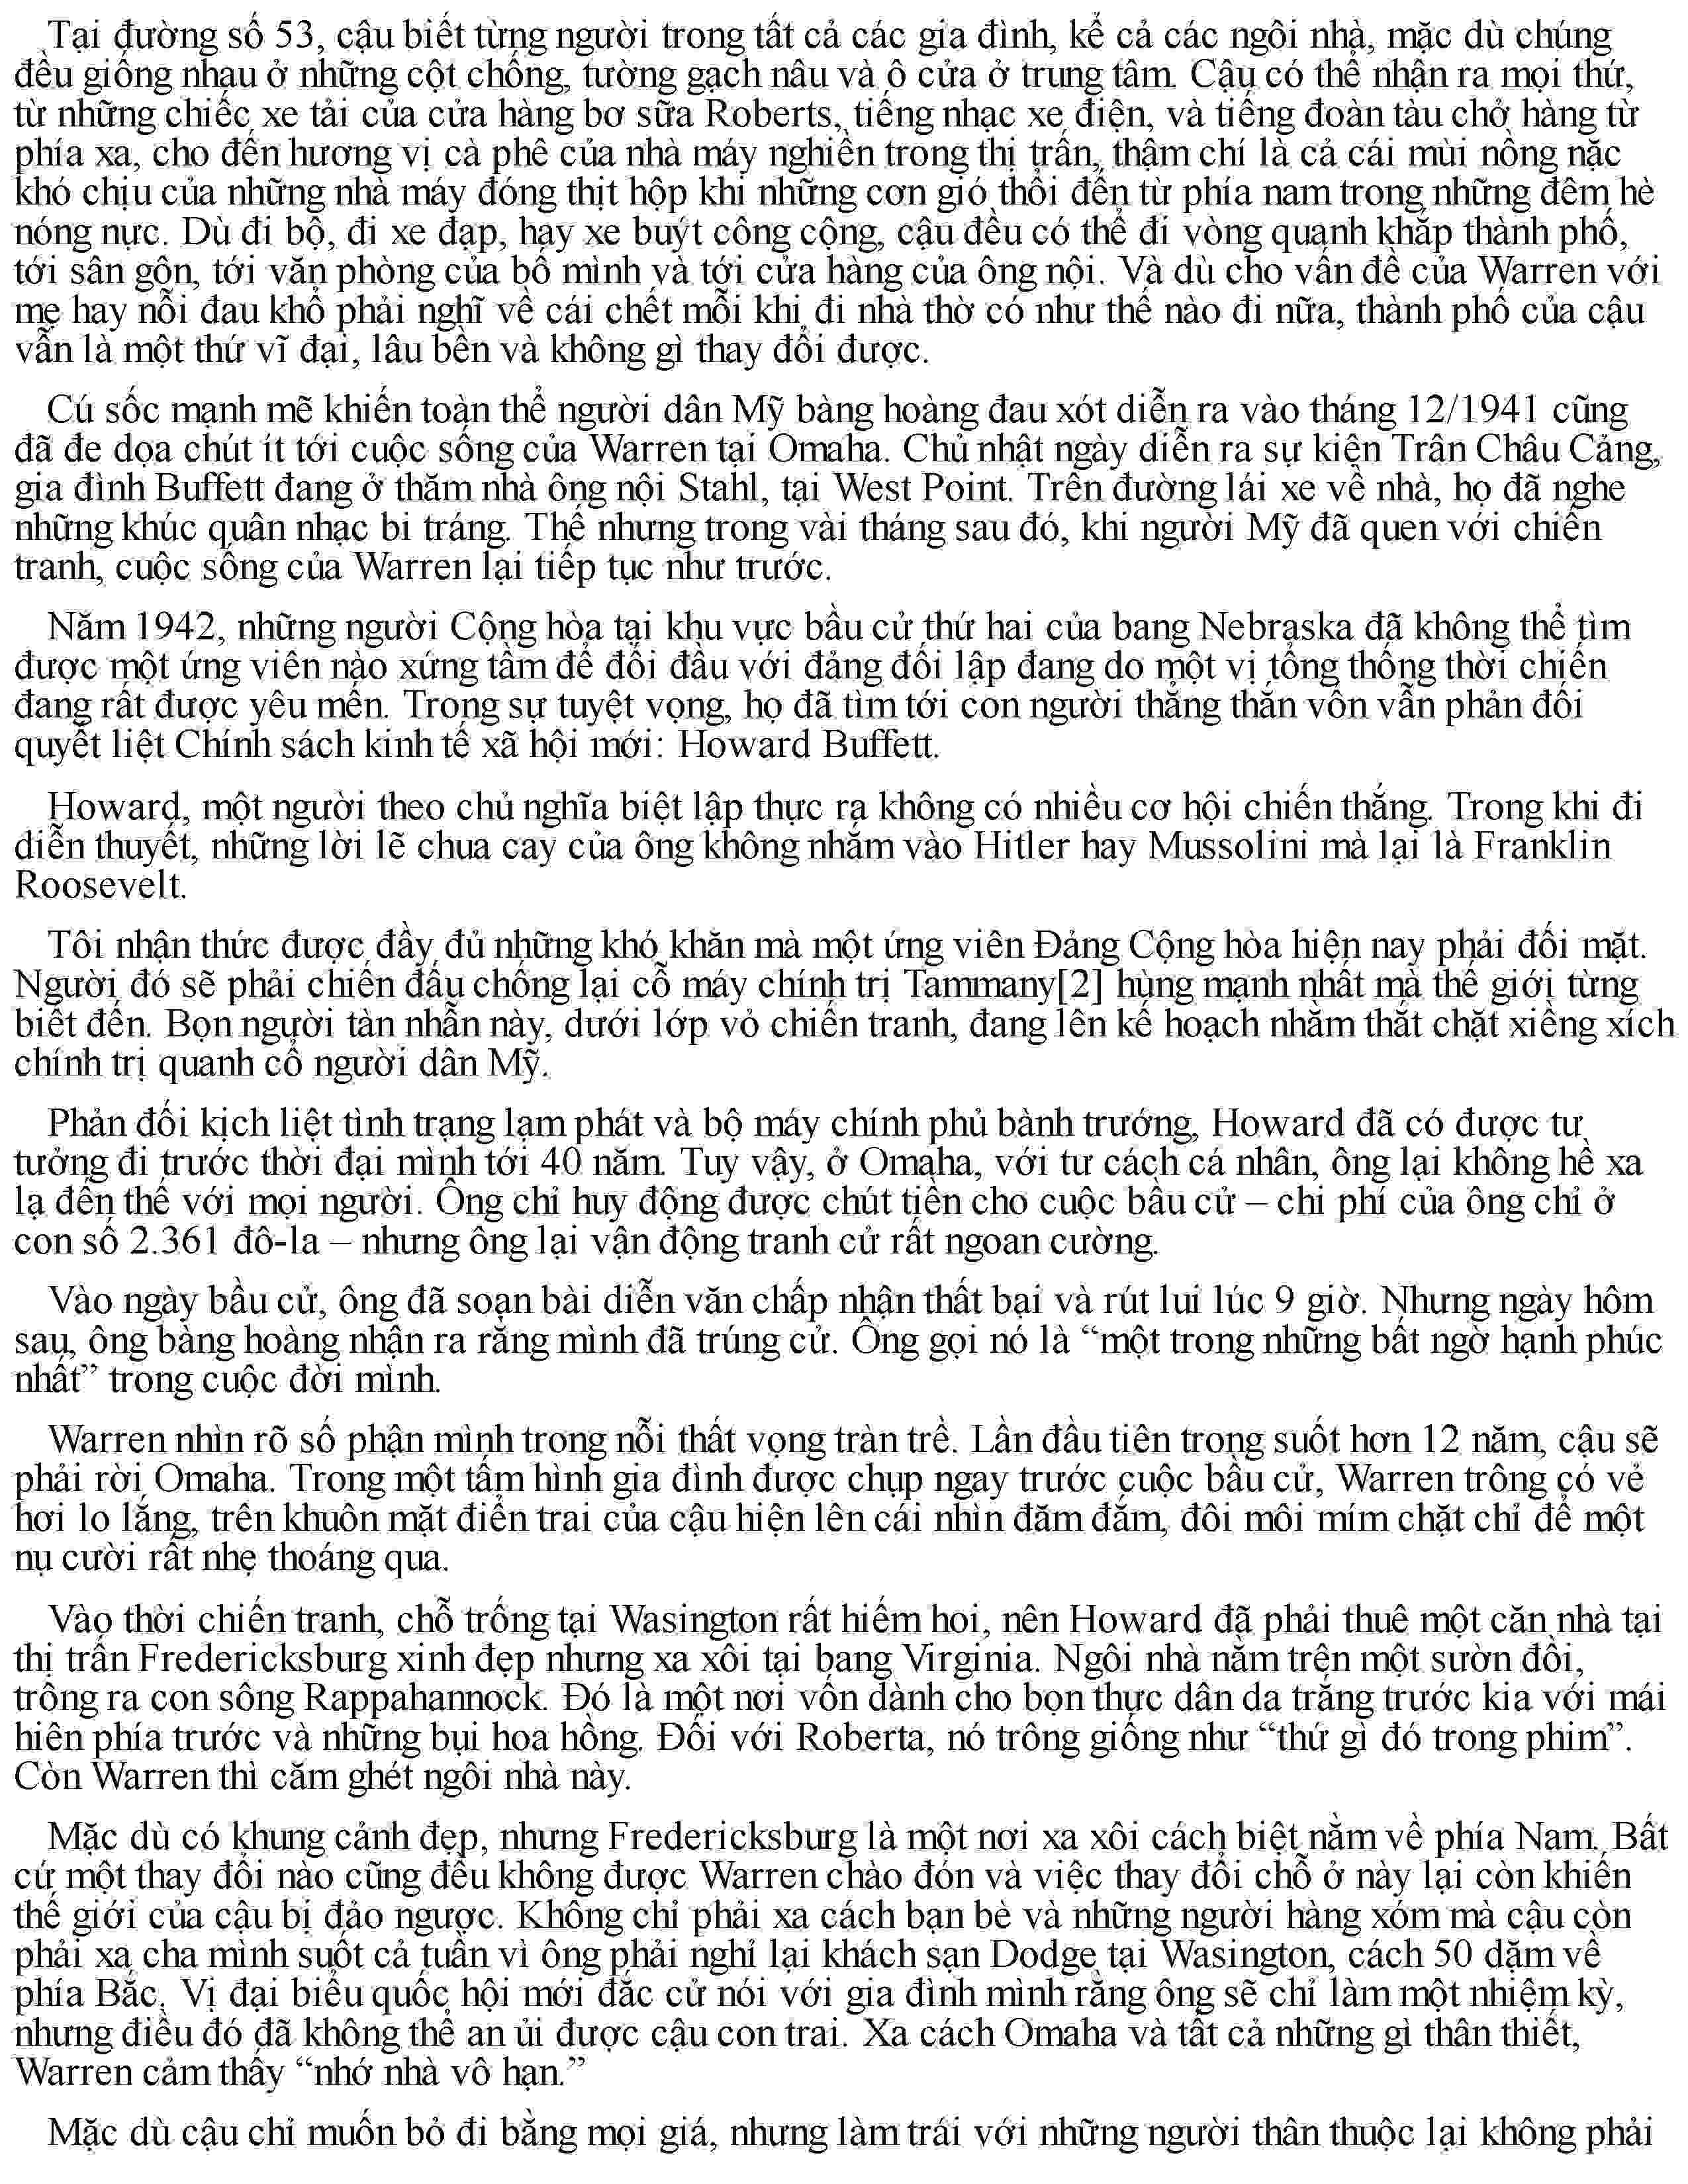 Tại đường số 53, cậu biết từng người trong tất cả các gia đình, kể cả các ngôi nhà, mặc dù chúng
đều giống nhau ở những cột chống, tường gạch nâu và ô cửa ở trung tâm. Cậu có thể nhận ra mọi thứ,
từ những chiếc xe tải của cửa hàng bơ sữa Roberts, tiếng nhạc xe điện, và tiếng đoàn tàu chở hàng từ
phía xa, cho đến hương vị cà phê của nhà máy nghiền trong thị trấn, thậm chí là cả cái mùi nồng nặc
khó chịu của những nhà máy đóng thịt hộp khi những cơn gió thổi đến từ phía nam trong những đêm hè
nóng nực. Dù đi bộ, đi xe đạp, hay xe buýt công cộng, cậu đều có thể đi vòng quanh khắp thành phố,
tới sân gôn, tới văn phòng của bố mình và tới cửa hàng của ông nội. Và dù cho vấn đề của Warren với
mẹ hay nỗi đau khổ phải nghĩ về cái chết mỗi khi đi nhà thờ có như thế nào đi nữa, thành phố của cậu
vẫn là một thứ vĩ đại, lâu bền và không gì thay đổi được.
Cú sốc mạnh mẽ khiến toàn thể người dân Mỹ bàng hoàng đau xót diễn ra vào tháng 12/1941 cũng
đã đe dọa chút ít tới cuộc sống của Warren tại Omaha. Chủ nhật ngày diễn ra sự kiện Trân Châu Cảng,
gia đình Buffett đang ở thăm nhà ông nội Stahl, tại West Point. Trên đường lái xe về nhà, họ đã nghe
những khúc quân nhạc bi tráng. Thế nhưng trong vài tháng sau đó, khi người Mỹ đã quen với chiến
tranh, cuộc sống của Warren lại tiếp tục như trước.
Năm 1942, những người Cộng hòa tại khu vực bầu cử thứ hai của bang Nebraska đã không thể tìm
được một ứng viên nào xứng tầm để đối đầu với đảng đối lập đang do một vị tổng thống thời chiến
đang rất được yêu mến. Trong sự tuyệt vọng, họ đã tìm tới con người thẳng thắn vốn vẫn phản đối
quyết liệt Chính sách kinh tế xã hội mới: Howard Buffett.
Howard, một người theo chủ nghĩa biệt lập thực ra không có nhiều cơ hội chiến thắng. Trong khi đi
diễn thuyết, những lời lẽ chua cay của ông không nhắm vào Hitler hay Mussolini mà lại là Franklin
Roosevelt.
Tôi nhận thức được đầy đủ những khó khăn mà một ứng viên Đảng Cộng hòa hiện nay phải đối mặt.
Người đó sẽ phải chiến đấu chống lại cỗ máy chính trị Tammany[2] hùng mạnh nhất mà thế giới từng
biết đến. Bọn người tàn nhẫn này, dưới lớp vỏ chiến tranh, đang lên kế hoạch nhằm thắt chặt xiềng xích
chính trị quanh cổ người dân Mỹ.
Phản đối kịch liệt tình trạng lạm phát và bộ máy chính phủ bành trướng, Howard đã có được tư
tưởng đi trước thời đại mình tới 40 năm. Tuy vậy, ở Omaha, với tư cách cá nhân, ông lại không hề xa
lạ đến thế với mọi người. Ông chỉ huy động được chút tiền cho cuộc bầu cử – chi phí của ông chỉ ở
con số 2.361 đô-la – nhưng ông lại vận động tranh cử rất ngoan cường.
Vào ngày bầu cử, ông đã soạn bài diễn văn chấp nhận thất bại và rút lui lúc 9 giờ. Nhưng ngày hôm
sau, ông bàng hoàng nhận ra rằng mình đã trúng cử. Ông gọi nó là “một trong những bất ngờ hạnh phúc
nhất” trong cuộc đời mình.
Warren nhìn rõ số phận mình trong nỗi thất vọng tràn trề. Lần đầu tiên trong suốt hơn 12 năm, cậu sẽ
phải rời Omaha. Trong một tấm hình gia đình được chụp ngay trước cuộc bầu cử, Warren trông có vẻ
hơi lo lắng, trên khuôn mặt điển trai của cậu hiện lên cái nhìn đăm đắm, đôi môi mím chặt chỉ để một
nụ cười rất nhẹ thoáng qua.
Vào thời chiến tranh, chỗ trống tại Wasington rất hiếm hoi, nên Howard đã phải thuê một căn nhà tại
thị trấn Fredericksburg xinh đẹp nhưng xa xôi tại bang Virginia. Ngôi nhà nằm trên một sườn đồi,
trông ra con sông Rappahannock. Đó là một nơi vốn dành cho bọn thực dân da trắng trước kia với mái
hiên phía trước và những bụi hoa hồng. Đối với Roberta, nó trông giống như “thứ gì đó trong phim”.
Còn Warren thì căm ghét ngôi nhà này.
Mặc dù có khung cảnh đẹp, nhưng Fredericksburg là một nơi xa xôi cách biệt nằm về phía Nam. Bất
cứ một thay đổi nào cũng đều không được Warren chào đón và việc thay đổi chỗ ở này lại còn khiến
thế giới của cậu bị đảo ngược. Không chỉ phải xa cách bạn bè và những người hàng xóm mà cậu còn
phải xa cha mình suốt cả tuần vì ông phải nghỉ lại khách sạn Dodge tại Wasington, cách 50 dặm về
phía Bắc. Vị đại biểu quốc hội mới đắc cử nói với gia đình mình rằng ông sẽ chỉ làm một nhiệm kỳ,
nhưng điều đó đã không thể an ủi được cậu con trai. Xa cách Omaha và tất cả những gì thân thiết,
Warren cảm thấy “nhớ nhà vô hạn.”
Mặc dù cậu chỉ muốn bỏ đi bằng mọi giá, nhưng làm trái với những người thân thuộc lại không phải